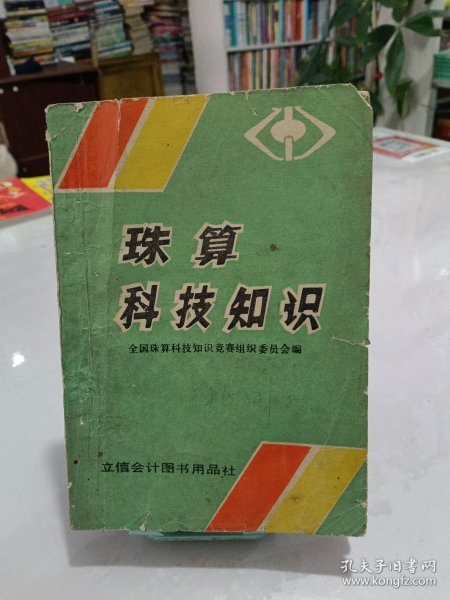 珠算
科技知识
全国珠算科技知识竞赛组织委员会编
立信会计图书用品社
孔夫子旧书网
www.kongfz.com